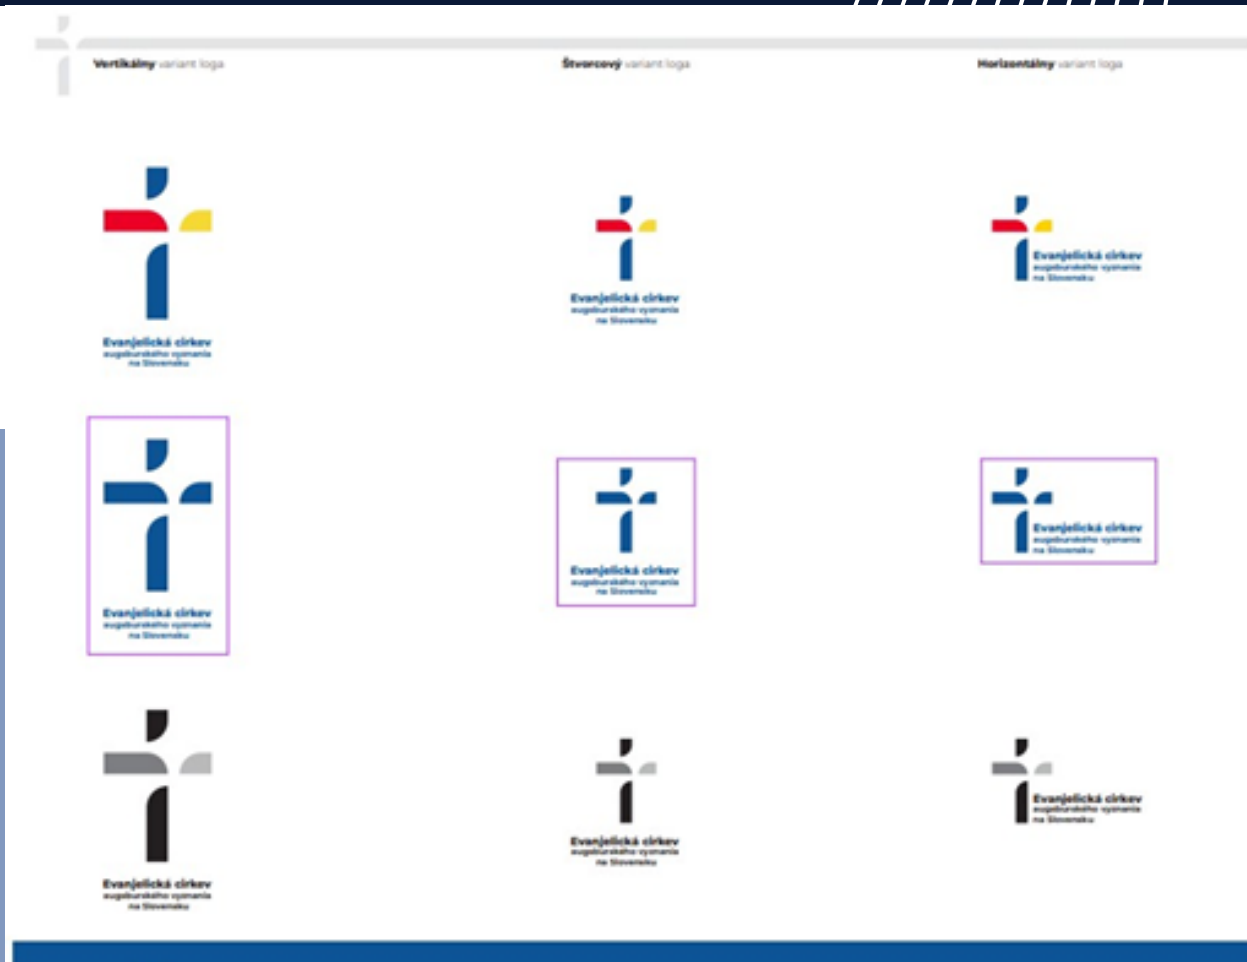 Vertikálny variant loga
Štvorcový variant loga
Horizontálny variant loga
Evanjelická cirkev
augsburského vyznania
na Slovensku
Evanjelická cirkev
augsburského vyznania
na Slovensku
Evanjelická cirkev
augsburského vyznania
na Slovensku
Evanjelická cirkev
augsburského vyznania
na Slovensku
Evanjelická cirkev
augsburského vyznania
na Slovensku
Evanjelická cirkev
augsburského vyznania
na Slovensku
Evanjelická cirkev
augsburského vyznania
na Slovensku
Evanjelická cirkev
augsburského vyznania
na Slovensku
Evanjelická cirkev
augsburského vyznania
na Slovensku